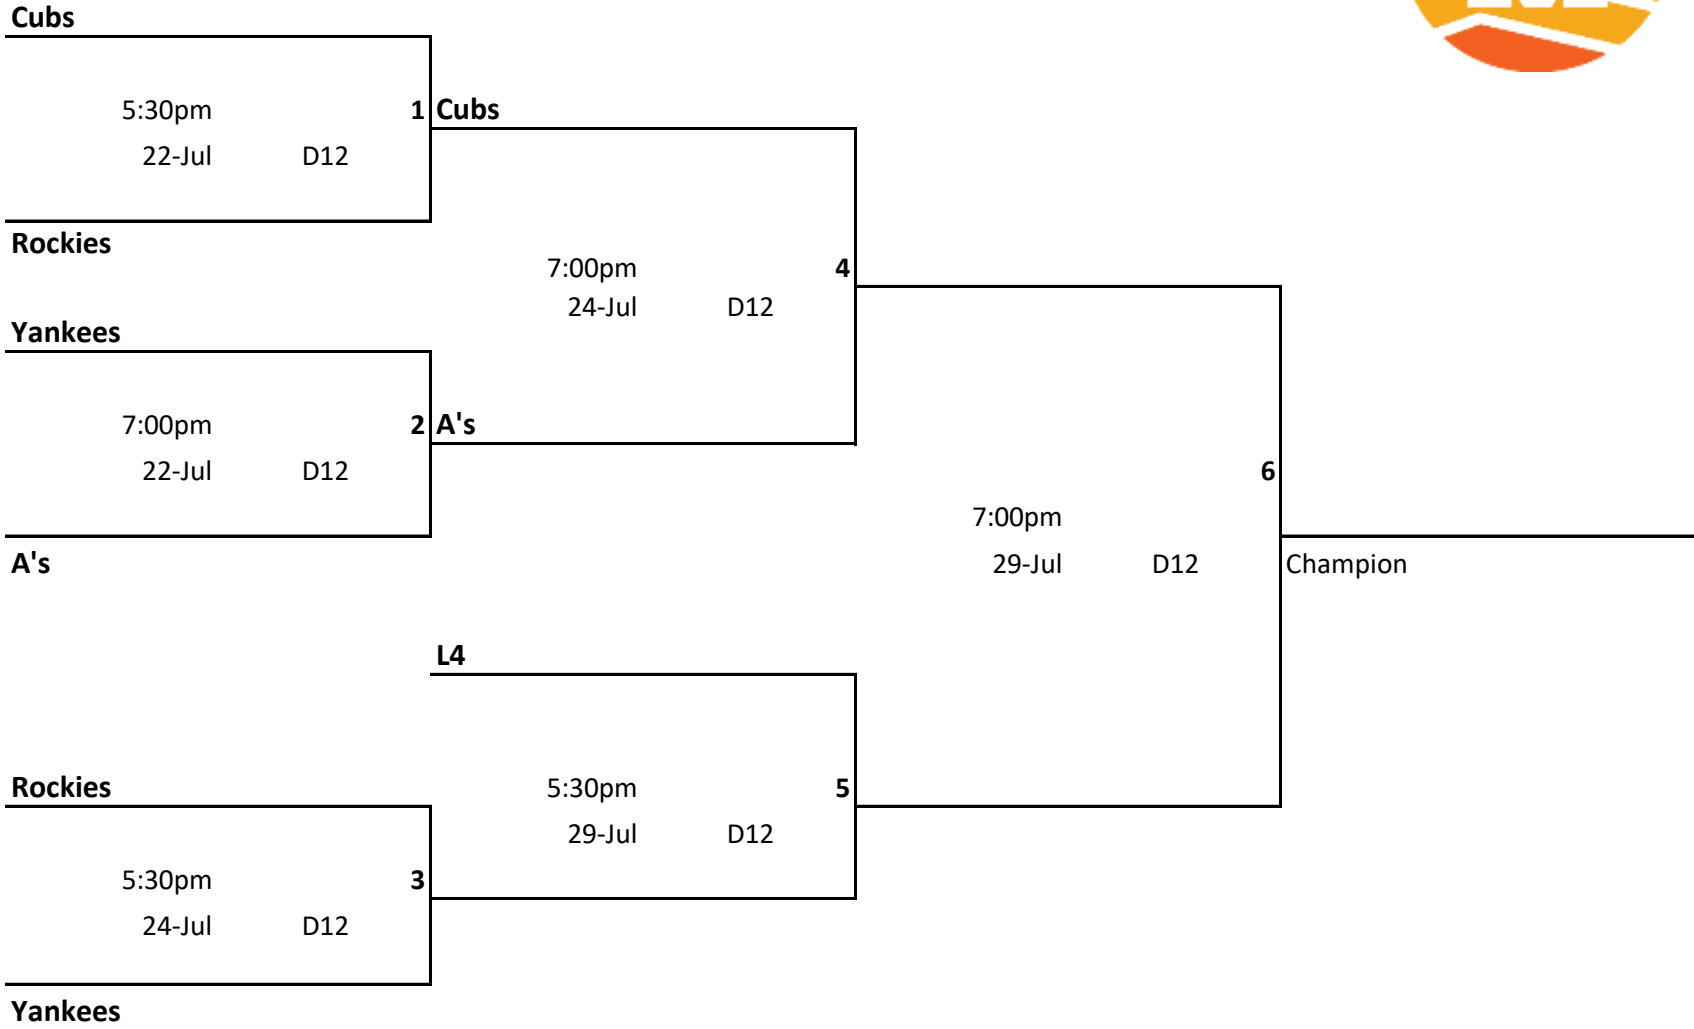 Cubs
5:30pm 1 Cubs
22-Jul D12
Rockies
7:00pm 4
24-Jul D12
Yankees
7:00pm 2 A's
22-Jul D12 6
7:00pm
A's 29-Jul D12 Champion
L4
Rockies 5:30pm 5
29-Jul D12
5:30pm 3
24-Jul D12
Yankees